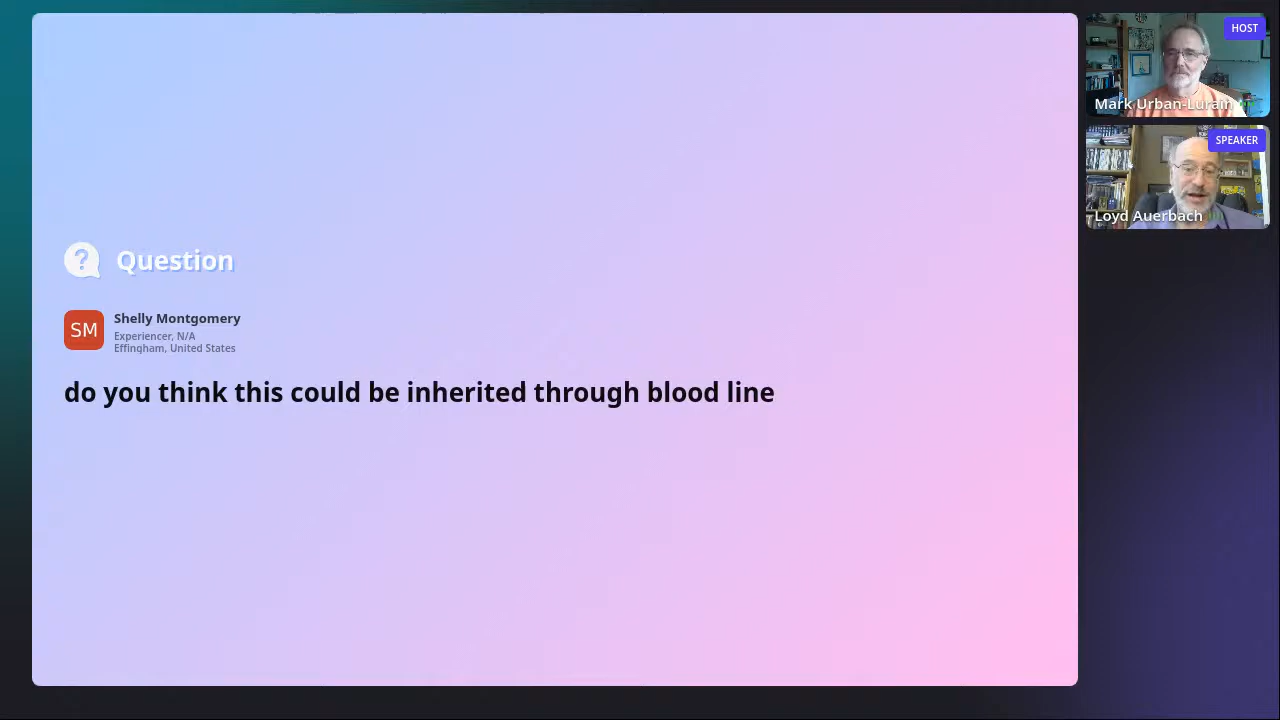 Question
SM
Shelly Montgomery
Experiencer, N/A
Effingham, United States
do you think this could be inherited through blood line
HOST
Mark Urban-Lurain
SPEAKER
Loyd Auerbach